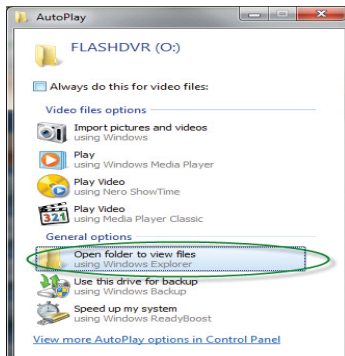 AutoPlay
FLASHDVR (O:)
Always do this for video files:
Video files options
Import pictures and videos
using Windows
Play
using Windows Media Player
Play Video
using Nero ShowTime
321
Play Video
using Media Player Classic
General options
Open folder to view files
using Windows Explorer
Use this drive for backup
using Windows Backup
Speed up my system
using Windows ReadyBoost
View more AutoPlay options in Control Panel